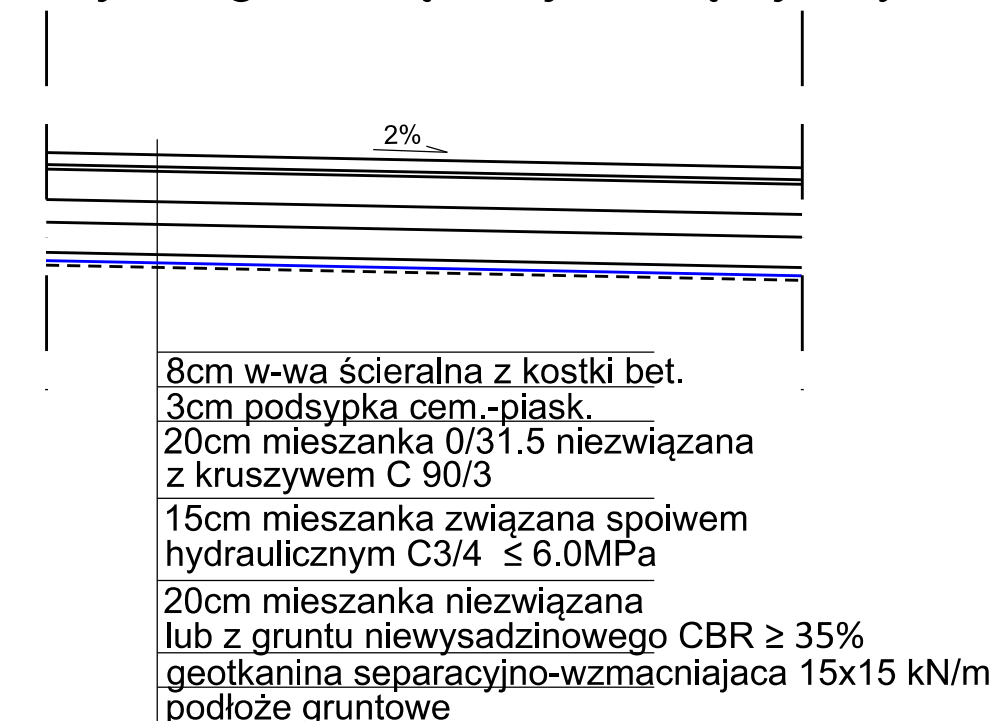 2%
8cm w-wa ścieralna z kostki bet.
3cm podsypka cem.-piask.
20cm mieszanka 0/31.5 niezwiązana
z kruszywem C 90/3
15cm mieszanka związana spoiwem
hydraulicznym C3/4 ≤ 6.0MPa
20cm mieszanka niezwiązana
lub z gruntu niewysadzinowego CBR ≥ 35%
geotkanina separacyjno-wzmacniajaca 15x15 kN/m
podłoże gruntowe